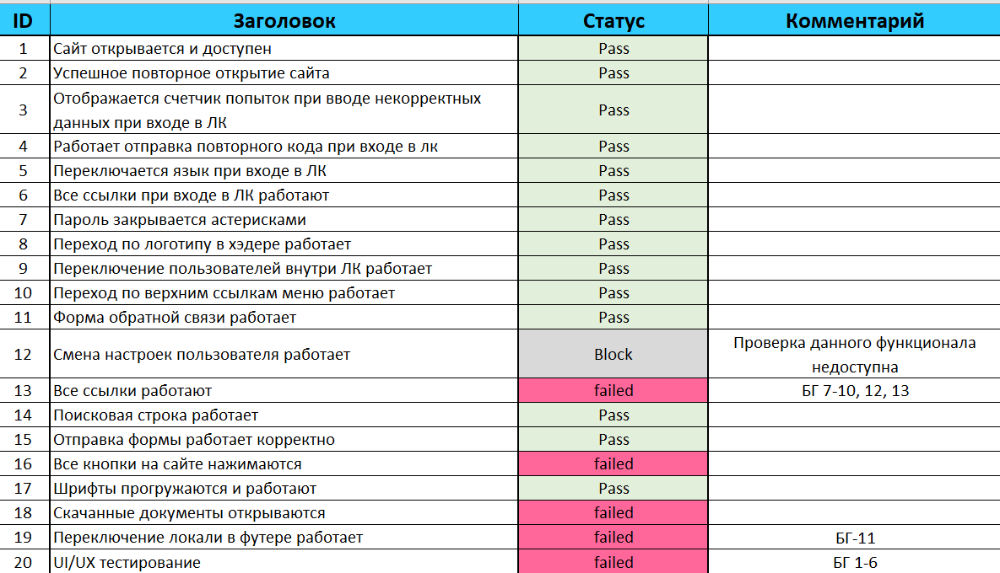 ID Заголовок Статус Комментарий
1 Сайт открывается и доступен Pass
2 Успешное повторное открытие сайта Pass
3 Отображается счетчик попыток при вводе некорректных
данных при входе в ЛК Pass
4 Работает отправка повторного кода при входе в лк Pass
5 Переключается язык при входе в ЛК Pass
6 Все ссылки при входе в ЛК работают Pass
7 Пароль закрывается астерисками Pass
8 Переход по логотипу в хэдере работает Pass
9 Переключение пользователей внутри ЛК работает Pass
10 Переход по верхним ссылкам меню работает Pass
11 Форма обратной связи работает Pass
12 Смена настроек пользователя работает Block Проверка данного функционала
недоступна
13 Все ссылки работают failed БГ 7-10, 12, 13
14 Поисковая строка работает Pass
15 Отправка формы работает корректно Pass
16 Все кнопки на сайте нажимаются failed
17 Шрифты прогружаются и работают Pass
18 Скачанные документы открываются failed
19 Переключение локали в футере работает failed БГ-11
20 UI/UX тестирование failed БГ 1-6